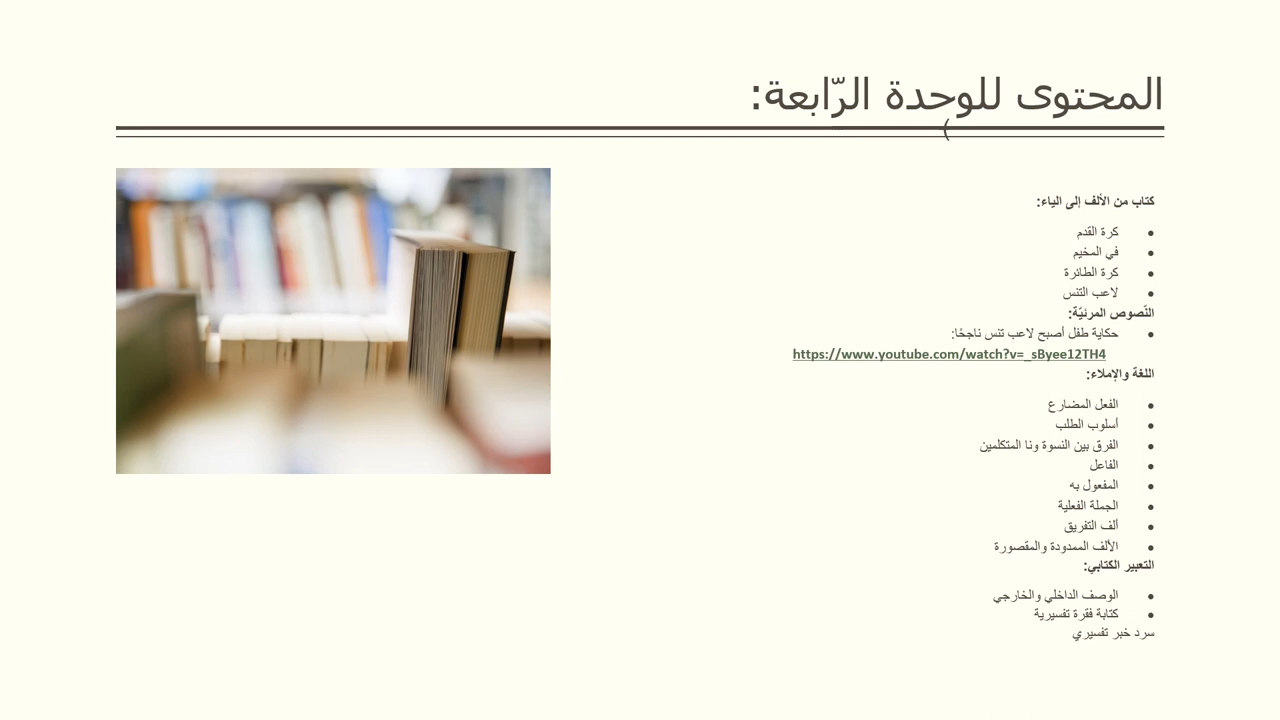 المحتوى للوحدة الرّابعة:
)
كتاب من الألف إلى الياء:
• كرة القدم
• في المخيم
• كرة الطائرة
• لاعب التنس
النّصوص المرئيّة:
• حكاية طفل أصبح لاعب تنس ناجحًا:
https://www.youtube.com/watch?v=_sByee12TH4
اللغة والإملاء:
• الفعل المضارع
• أسلوب الطلب
• الفرق بين النسوة ونا المتكلمين
• الفاعل
• المفعول به
• الجملة الفعلية
• ألف التفريق
• الألف الممدودة والمقصورة
التعبير الكتابيّ:
• الوصف الداخلي والخارجي
• كتابة فقرة تفسيرية
سرد خبر تفسيري